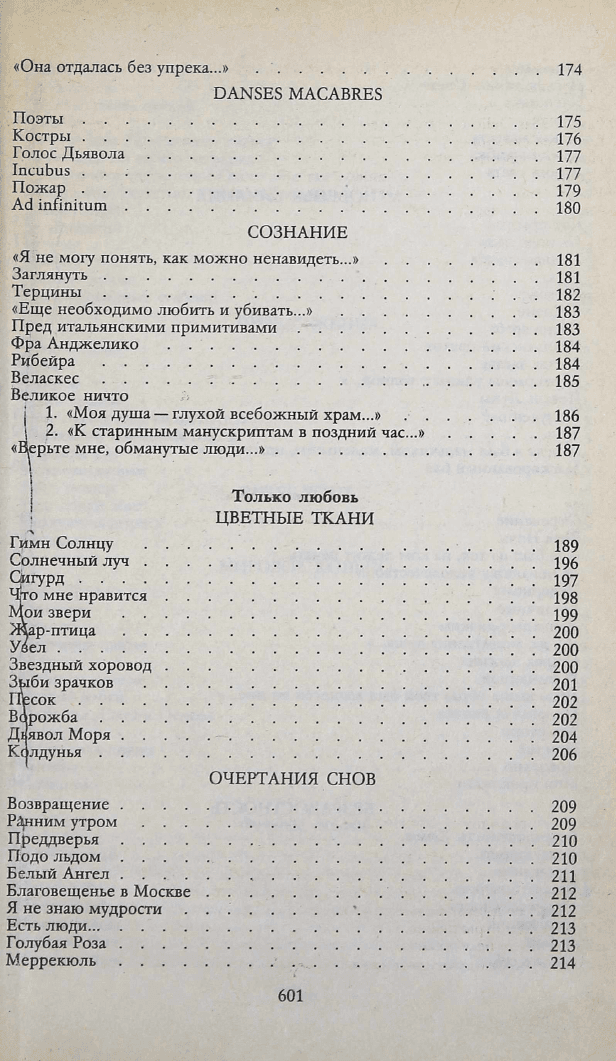 «Она отдалась без упрека...» . . . . . . . . . . . . . . . 174
DANSES MACABRES
Поэты . . . . . . . . . . . . . . . . . . . . . . . . . 175
Костры . . . . . . . . . . . . . . . . . . . . . . . . . 176
Голос Дьявола . . . . . . . . . . . . . . . . . . . . . 177
Incubus . . . . . . . . . . . . . . . . . . . . . . . . . 177
Пожар . . . . . . . . . . . . . . . . . . . . . . . . . 179
Ad infinitum . . . . . . . . . . . . . . . . . . . . . . 180
СОЗНАНИЕ
«Я не могу понять, как можно ненавидеть...» . . . . . . . . 181
Заглянуть . . . . . . . . . . . . . . . . . . . . . . . 181
Терцины . . . . . . . . . . . . . . . . . . . . . . . . 182
«Еще необходимо любить и убивать...» . . . . . . . . . . . 183
Пред итальянскими примитивами . . . . . . . . . . . . . 183
Фра Анджелико . . . . . . . . . . . . . . . . . . . . . 184
Рибейра . . . . . . . . . . . . . . . . . . . . . . . . 184
Веласкес . . . . . . . . . . . . . . . . . . . . . . . . 185
Великое ничто
1. «Моя душа — глухой всебожный храм...» . . . . . . . . 186
2. «К старинным манускриптам в поздний час...» . . . . . 187
«Верьте мне, обманутые люди...» . . . . . . . . . . . . . 187
Только любовь
ЦВЕТНЫЕ ТКАНИ
Гимн Солнцу . . . . . . . . . . . . . . . . . . . . . . 189
Солнечный луч . . . . . . . . . . . . . . . . . . . . . 196
Сигурд . . . . . . . . . . . . . . . . . . . . . . . . . 197
Что мне нравится . . . . . . . . . . . . . . . . . . . . 198
Мои звери . . . . . . . . . . . . . . . . . . . . . . . 199
Жар-птица . . . . . . . . . . . . . . . . . . . . . . . 200
Узел . . . . . . . . . . . . . . . . . . . . . . . . . . 200
Звездный хоровод . . . . . . . . . . . . . . . . . . . . 200
Зыби зрачков . . . . . . . . . . . . . . . . . . . . . . 201
Песок . . . . . . . . . . . . . . . . . . . . . . . . . 202
Ворожба . . . . . . . . . . . . . . . . . . . . . . . . 202
Дьявол Моря . . . . . . . . . . . . . . . . . . . . . . 204
Колдунья . . . . . . . . . . . . . . . . . . . . . . . . 206
ОЧЕРТАНИЯ СНОВ
Возвращение . . . . . . . . . . . . . . . . . . . . . . 209
Ранним утром . . . . . . . . . . . . . . . . . . . . . . 209
Преддверья . . . . . . . . . . . . . . . . . . . . . . . 210
Подо льдом . . . . . . . . . . . . . . . . . . . . . . . 210
Белый Ангел . . . . . . . . . . . . . . . . . . . . . . 211
Благовещенье в Москве . . . . . . . . . . . . . . . . . 212
Я не знаю мудрости . . . . . . . . . . . . . . . . . . . 212
Есть люди... . . . . . . . . . . . . . . . . . . . . . . 213
Голубая Роза . . . . . . . . . . . . . . . . . . . . . . 213
Меррекюль . . . . . . . . . . . . . . . . . . . . . . . 214
601